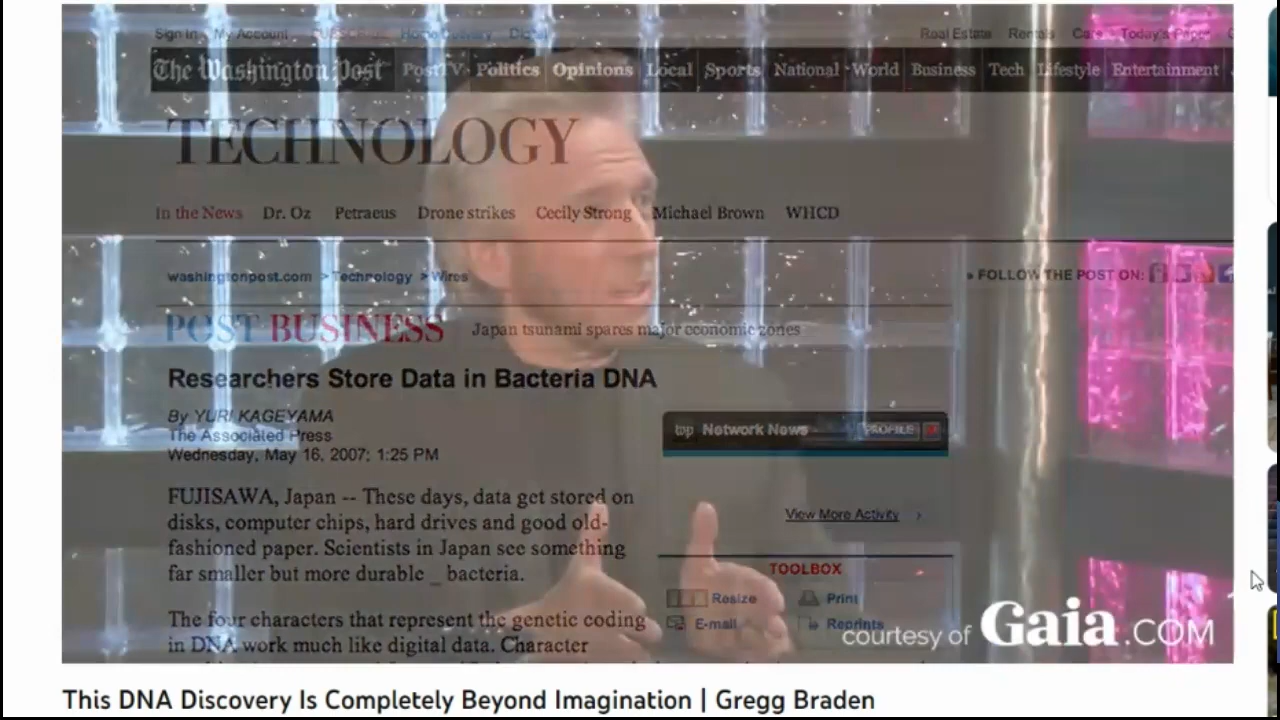 Sign In My Account SUBSCRIBE Home Delivery Digital Real Estate Rentals Cars Today's Paper
The Washington Post PostTV Politics Opinions Local Sports National World Business Tech Lifestyle Entertainment
TECHNOLOGY
In the News Dr. Oz Petraeus Drone strikes Cecily Strong Michael Brown WHCD
washingtonpost.com > Technology > Wires
» FOLLOW THE POST ON:
POST BUSINESS Japan tsunami spares major economic zones
Researchers Store Data in Bacteria DNA
By YURI KAGEYAMA
The Associated Press
Wednesday, May 16, 2007; 1:25 PM
top Network News PROFILE X
View More Activity
FUJISAWA, Japan -- These days, data get stored on
disks, computer chips, hard drives and good old-
fashioned paper. Scientists in Japan see something
far smaller but more durable _ bacteria.
TOOLBOX
Resize Print
E-mail Reprints
The four characters that represent the genetic coding
in DNA work much like digital data. Character
courtesy of Gaia.COM
This DNA Discovery Is Completely Beyond Imagination | Gregg Braden